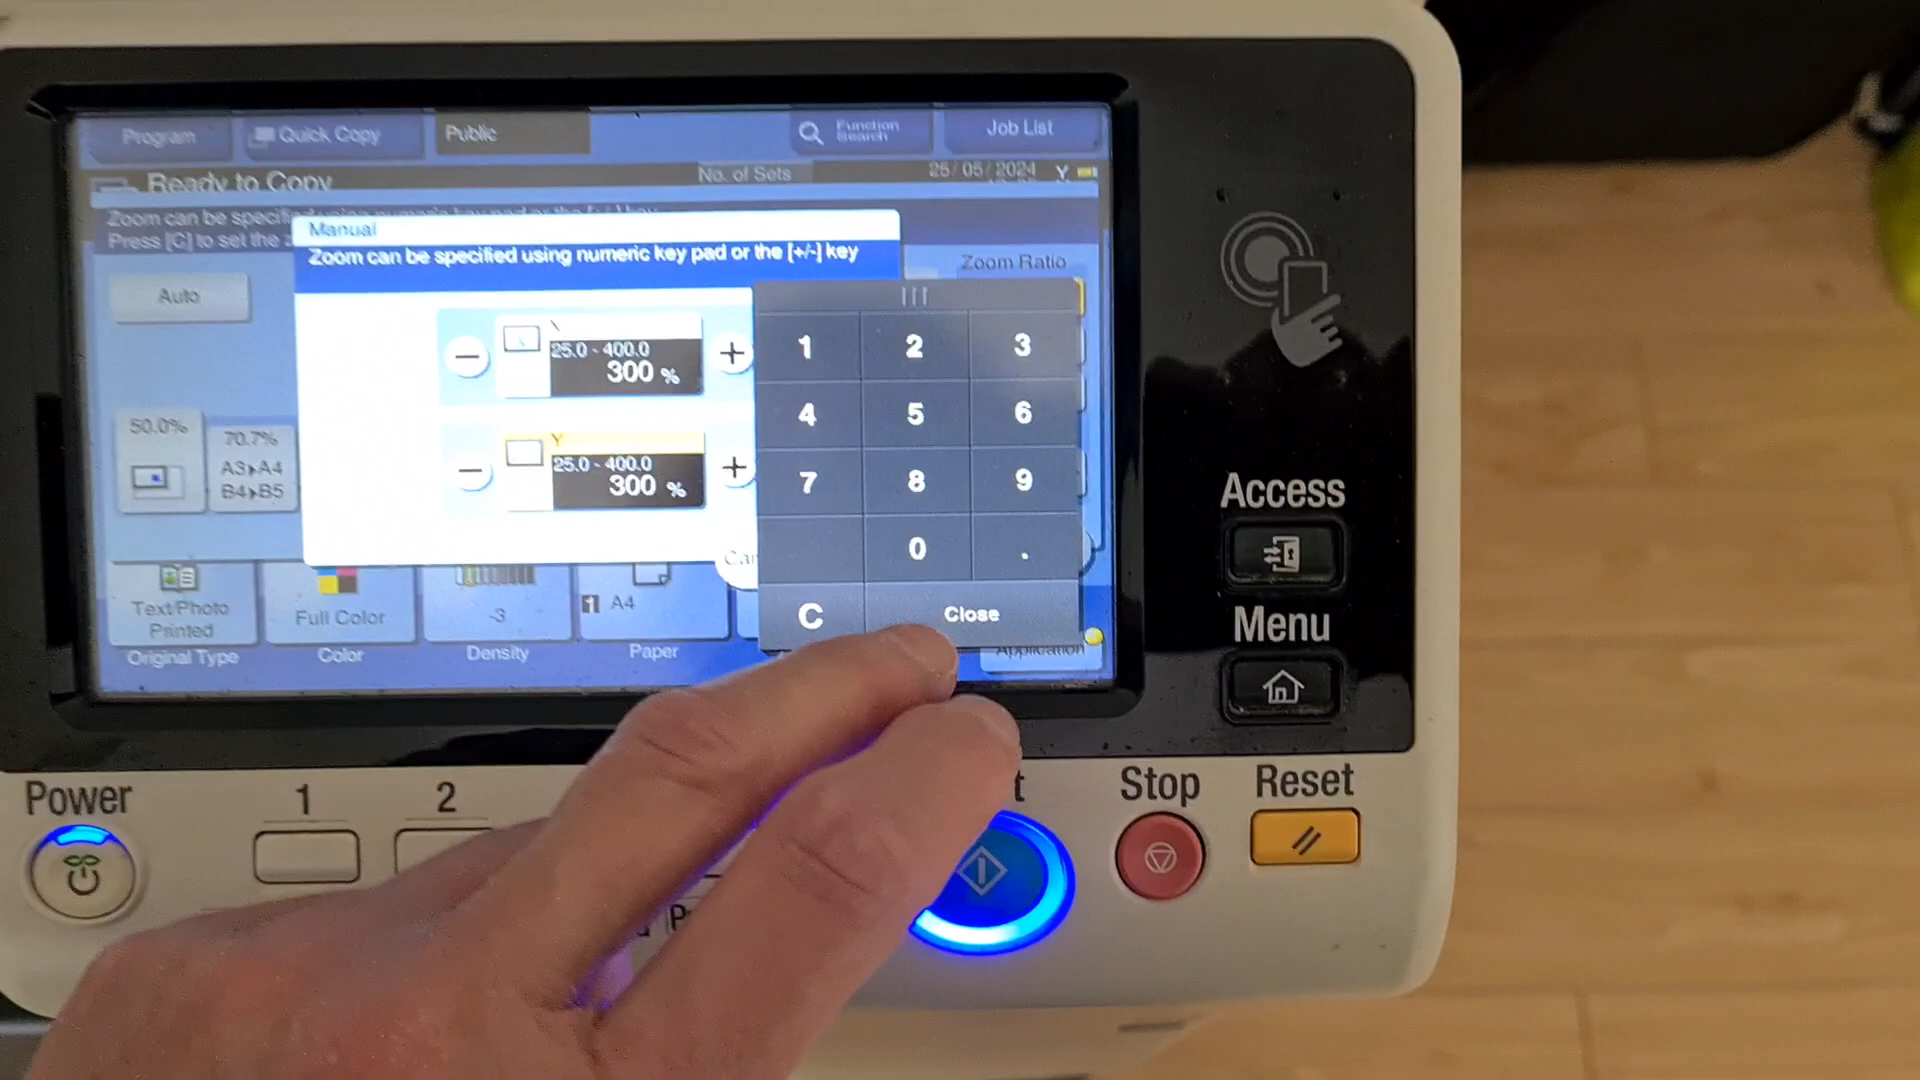 Program
Quick Copy
Public
Function Search
Job List
Ready to Copy
No. of Sets
25/05/2024
Y
Zoom can be specified using numeric key pad or the [+/-] key
Press [C] to set the z
Manual
Zoom can be specified using numeric key pad or the [+/-] key
Zoom Ratio
Auto
25.0 - 400.0
300 %
Y
25.0 - 400.0
300 %
1 2 3
4 5 6
7 8 9
0 .
C Close
50.0%
70.7%
A3▸A4
B4▸B5
Can
Text/Photo
Printed
Full Color
-3
1 A4
Original Type
Color
Density
Paper
Application
Access
Menu
Power
1
2
t
Stop
Reset